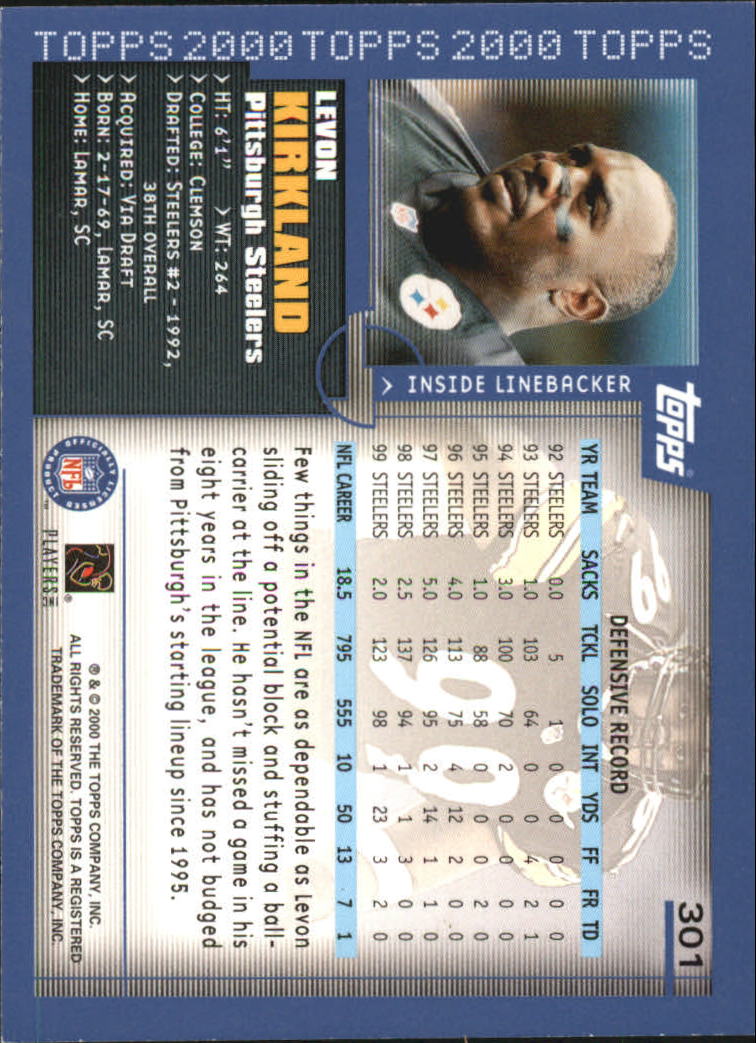 TOPPS 2000 TOPPS 2000 TOPPS
topps®
301
> INSIDE LINEBACKER
LEVON
KIRKLAND
Pittsburgh Steelers
> HT: 6'1" > WT: 264
> COLLEGE: CLEMSON
> DRAFTED: STEELERS #2 - 1992,
38TH OVERALL
> ACQUIRED: VIA DRAFT
> BORN: 2-17-69, LAMAR, SC
> HOME: LAMAR, SC
DEFENSIVE RECORD
YR TEAM SACKS TCKL SOLO INT YDS FF FR TD
92 STEELERS 0.0 5 1 0 0 0 0 0
93 STEELERS 1.0 103 64 0 0 4 2 1
94 STEELERS 3.0 100 70 2 0 0 0 0
95 STEELERS 1.0 88 58 0 0 0 2 0
96 STEELERS 4.0 113 75 4 12 2 0 0
97 STEELERS 5.0 126 95 2 14 1 1 0
98 STEELERS 2.5 137 94 1 1 3 0 0
99 STEELERS 2.0 123 98 1 23 3 2 0
NFL CAREER 18.5 795 555 10 50 13 7 1
Few things in the NFL are as dependable as Levon
sliding off a potential block and stuffing a ball-
carrier at the line. He hasn't missed a game in his
eight years in the league, and has not budged
from Pittsburgh's starting lineup since 1995.
OFFICIALLY LICENSED PRODUCT
NFL
PLAYERS INC
® & © 2000 THE TOPPS COMPANY, INC.
ALL RIGHTS RESERVED. TOPPS IS A REGISTERED
TRADEMARK OF THE TOPPS COMPANY, INC.
99